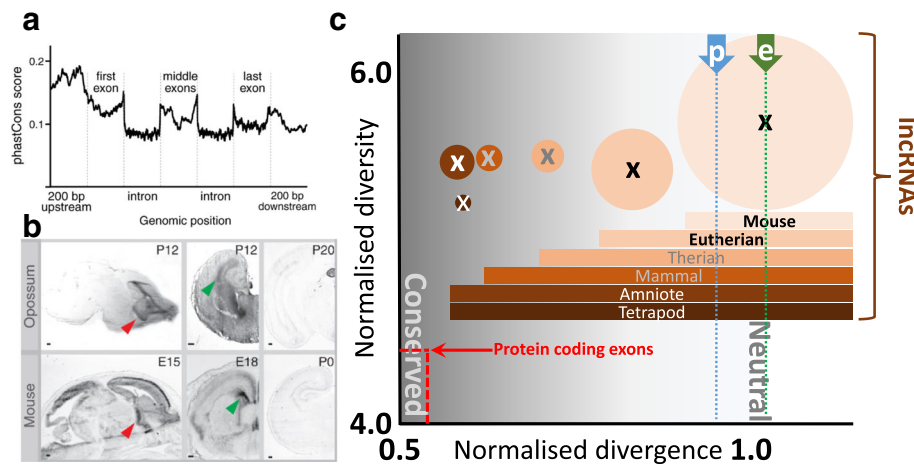 a
phastCons score
0.2
0.1
first
exon
middle
exons
last exon
200 bp
upstream
intron
intron
200 bp
downstream
Genomic position
b
Opossum
P12
P12
P20
Mouse
E15
E18
P0
c
Normalised diversity
6.0
4.0
p
e
x
x
x
x
x
x
Mouse
Eutherian
Therian
Mammal
Amniote
Tetrapod
lncRNAs
Conserved
Neutral
Protein coding exons
0.5
Normalised divergence
1.0